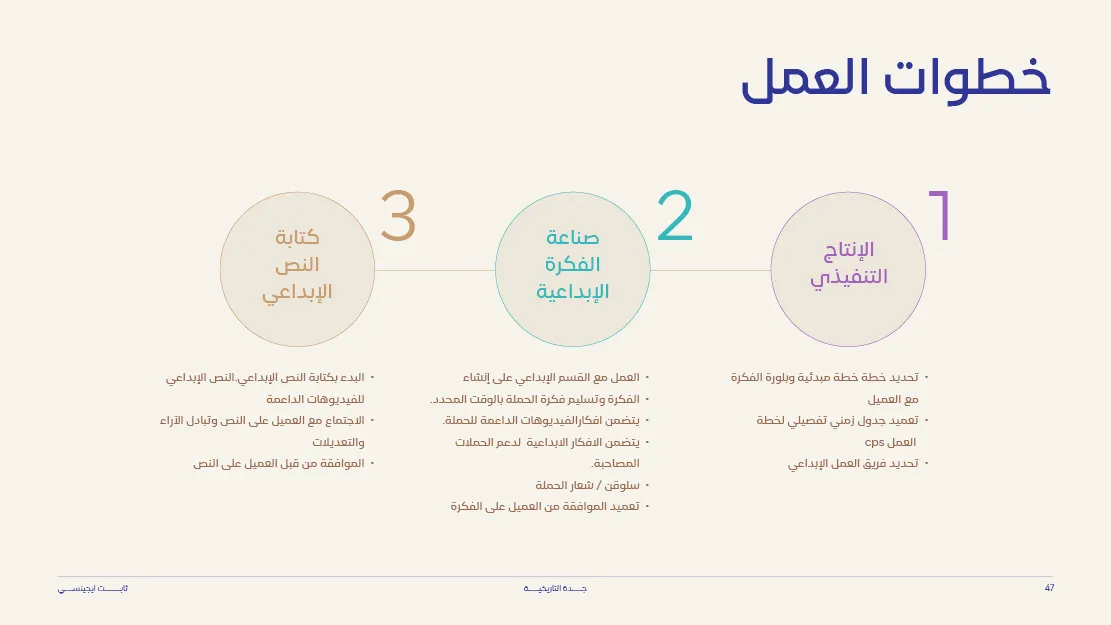 خطوات العمل
1
الإنتاج
التنفيذي
• تحديد خطة خطة مبدئية وبلورة الفكرة
مع العميل
• تعميد جدول زمني تفصيلي لخطة
العمل cps
• تحديد فريق العمل الإبداعي
2
صناعة
الفكرة
الإبداعية
• العمل مع القسم الإبداعي على إنشاء
• الفكرة وتسليم فكرة الحملة بالوقت المحدد.
• يتضمن افكارالفيديوهات الداعمة للحملة.
• يتضمن الافكار الابداعية لدعم الحملات
المصاحبة.
• سلوقن / شعار الحملة
• تعميد الموافقة من العميل على الفكرة
3
كتابة
النص
الإبداعي
• البدء بكتابة النص الإبداعي.النص الإبداعي
للفيديوهات الداعمة
• الاجتماع مع العميل على النص وتبادل الآراء
والتعديلات
• الموافقة من قبل العميل على النص
47
جـــــدة التاريخيـــــة
ثابـــــــت ايجينســـــي